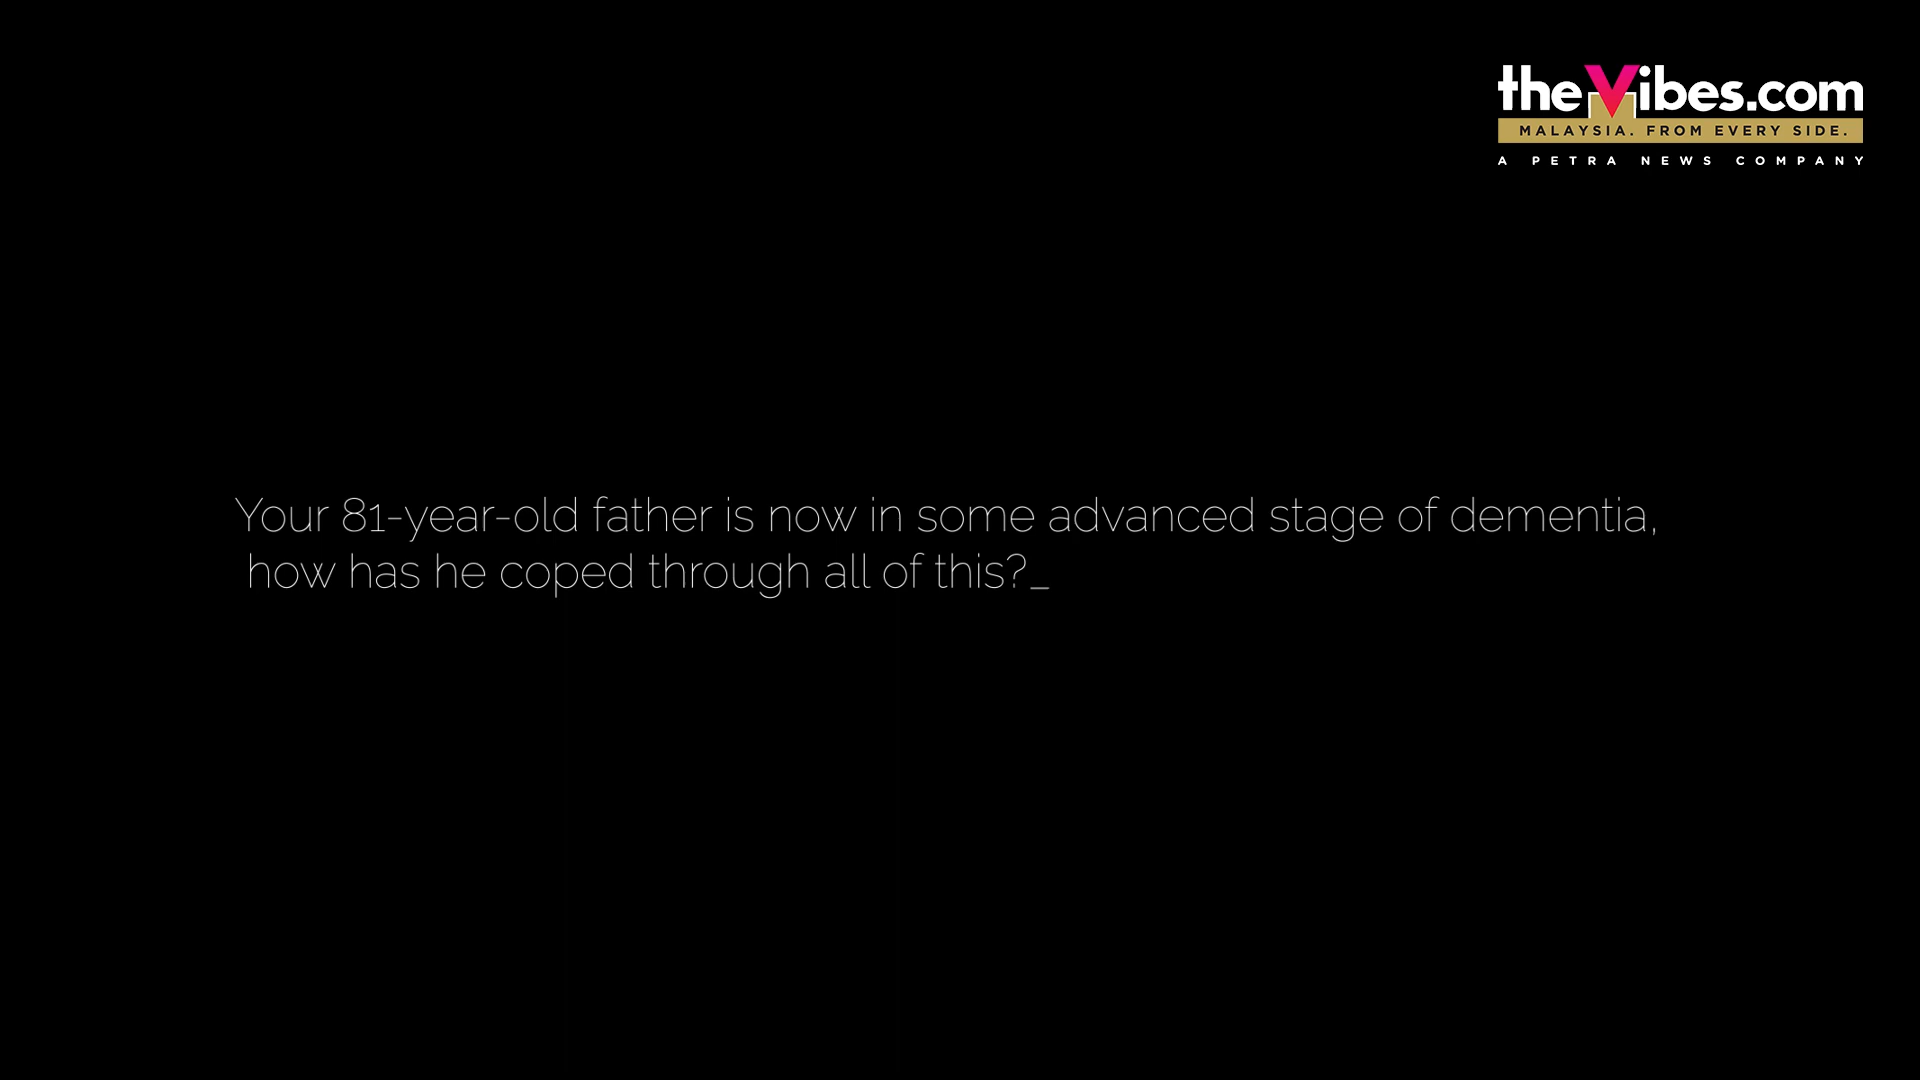 theVibes.com
MALAYSIA. FROM EVERY SIDE.
A PETRA NEWS COMPANY
Your 81-year-old father is now in some advanced stage of dementia,
how has he coped through all of this?_